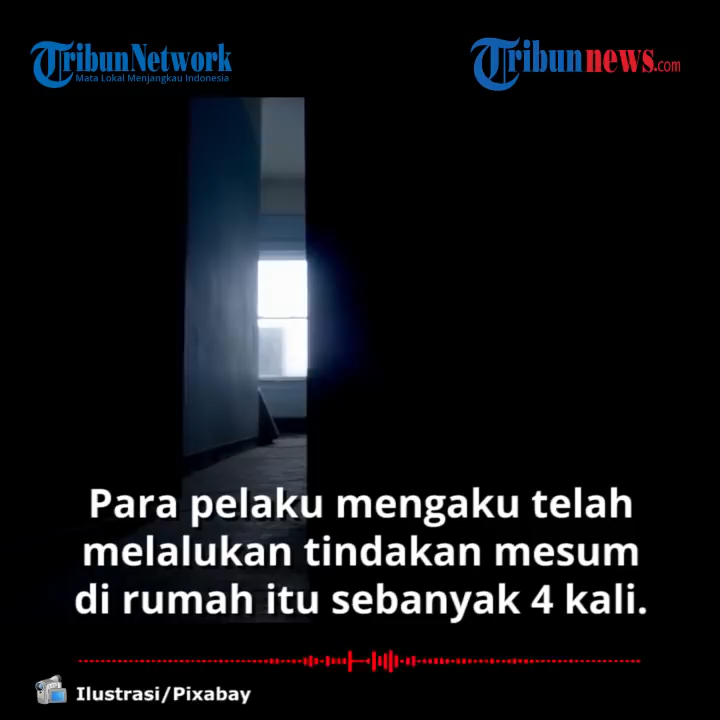 TribunNetwork
Mata Lokal Menjangkau Indonesia
Tribunnews.com
Para pelaku mengaku telah
melalukan tindakan mesum
di rumah itu sebanyak 4 kali.
Ilustrasi/Pixabay